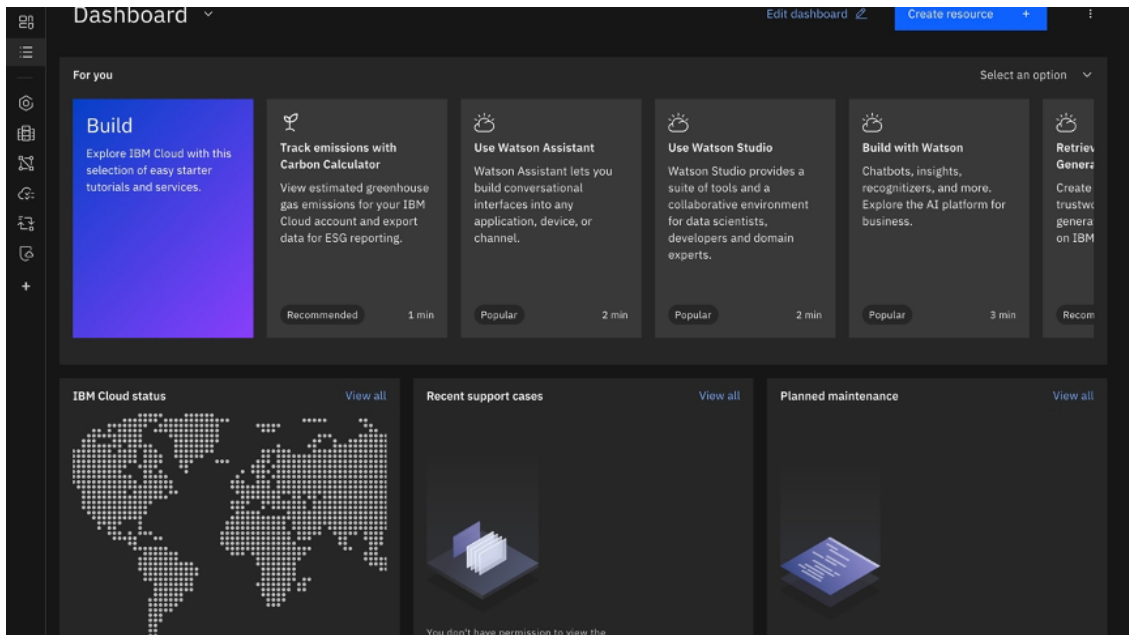 Dashboard
Edit dashboard
Create resource +
For you
Select an option
Build
Explore IBM Cloud with this
selection of easy starter
tutorials and services.
Track emissions with
Carbon Calculator
View estimated greenhouse
gas emissions for your IBM
Cloud account and export
data for ESG reporting.
Recommended
1 min
Use Watson Assistant
Watson Assistant lets you
build conversational
interfaces into any
application, device, or
channel.
Popular
2 min
Use Watson Studio
Watson Studio provides a
suite of tools and a
collaborative environment
for data scientists,
developers and domain
experts.
Popular
2 min
Build with Watson
Chatbots, insights,
recognitizers, and more.
Explore the AI platform for
business.
Popular
3 min
Retriev
Genera
Create
trustwo
genera
on IBM
Recom
IBM Cloud status
View all
Recent support cases
View all
You don't have permission to view the
Planned maintenance
View all